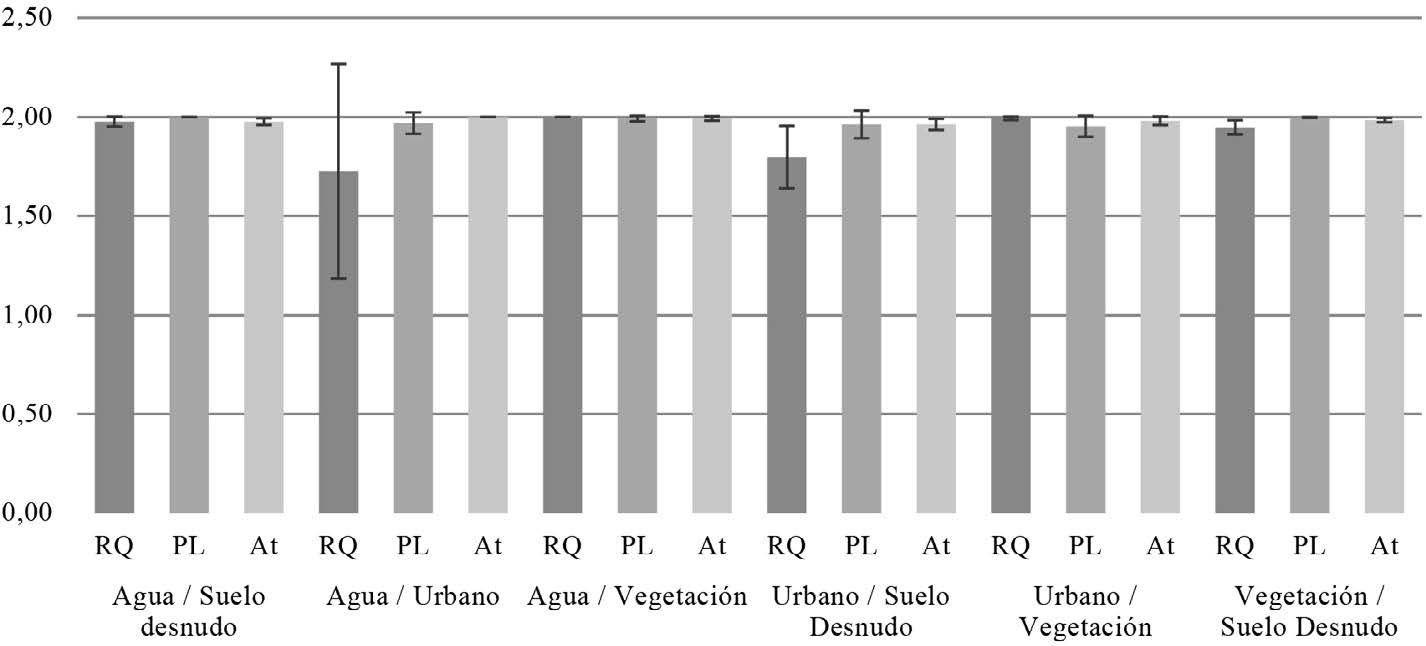 2,50
2,00
1,50
1,00
0,50
0,00
RQ PL At RQ PL At RQ PL At RQ PL At RQ PL At RQ PL At
Agua / Suelo desnudo
Agua / Urbano
Agua / Vegetación
Urbano / Suelo Desnudo
Urbano / Vegetación
Vegetación / Suelo Desnudo